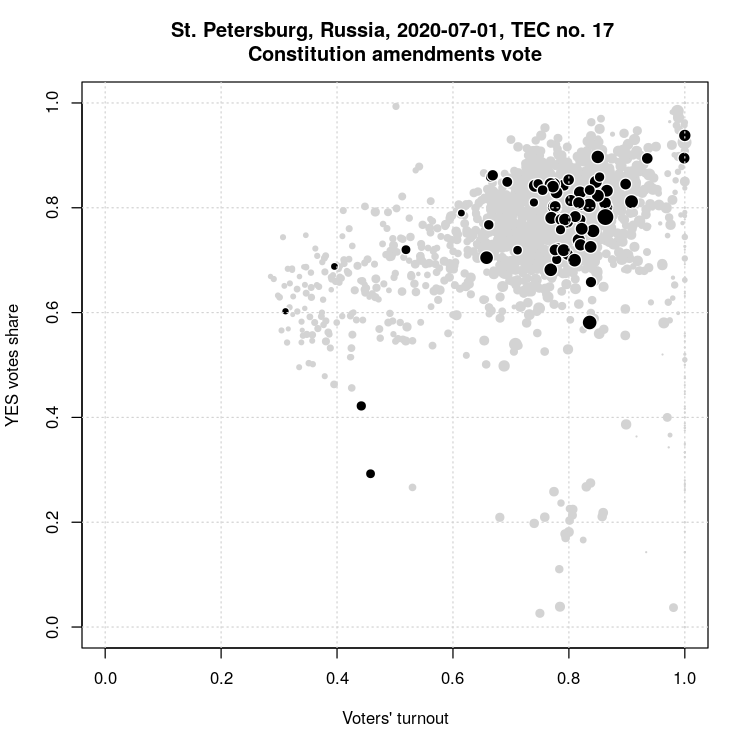 St. Petersburg, Russia, 2020-07-01, TEC no. 17
Constitution amendments vote
YES votes share
1.0
0.8
0.6
0.4
0.2
0.0
0.0 0.2 0.4 0.6 0.8 1.0
Voters' turnout